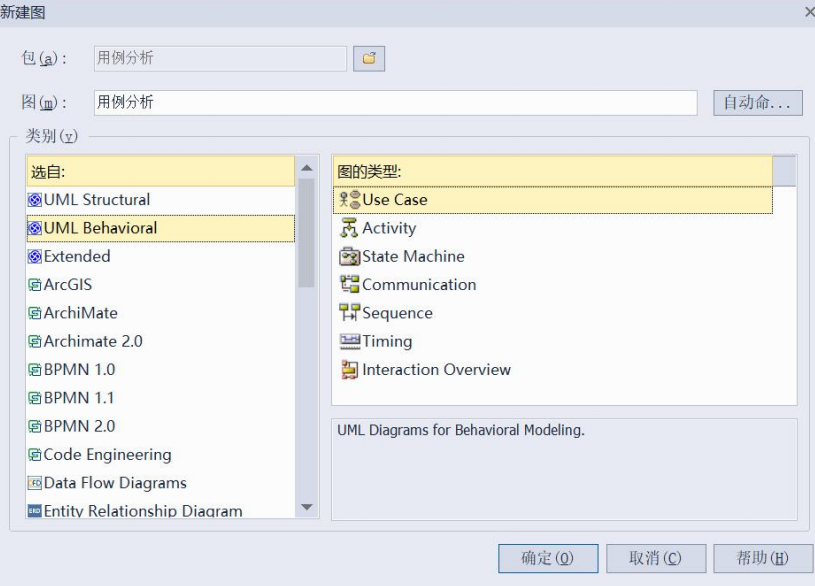 新建图
包(a): 用例分析
图(m): 用例分析 自动命...
类别(y)
选自:
UML Structural
UML Behavioral
Extended
ArcGIS
ArchiMate
Archimate 2.0
BPMN 1.0
BPMN 1.1
BPMN 2.0
Code Engineering
Data Flow Diagrams
Entity Relationship Diagram
图的类型:
Use Case
Activity
State Machine
Communication
Sequence
Timing
Interaction Overview
UML Diagrams for Behavioral Modeling.
确定(O) 取消(C) 帮助(H)